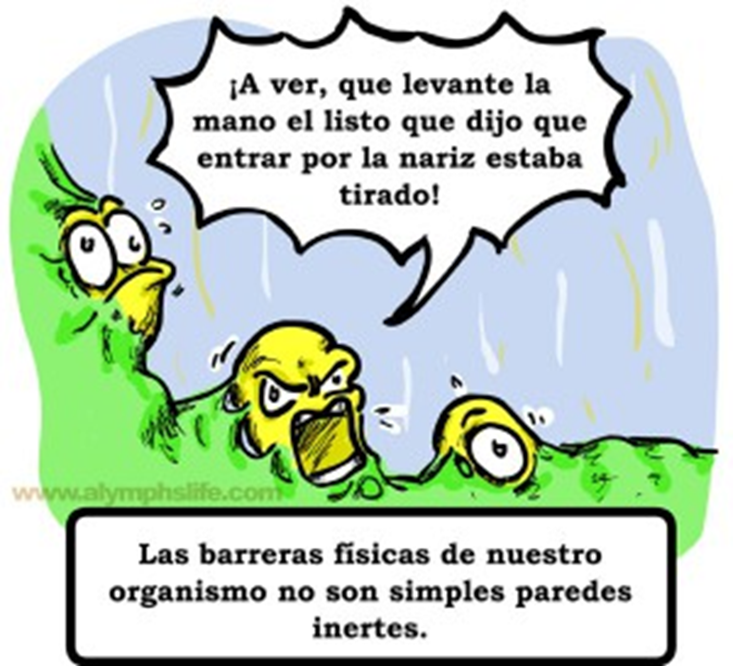 ¡A ver, que levante la
mano el listo que dijo que
entrar por la nariz estaba
tirado!
www.alymphslife.com
Las barreras físicas de nuestro
organismo no son simples paredes
inertes.